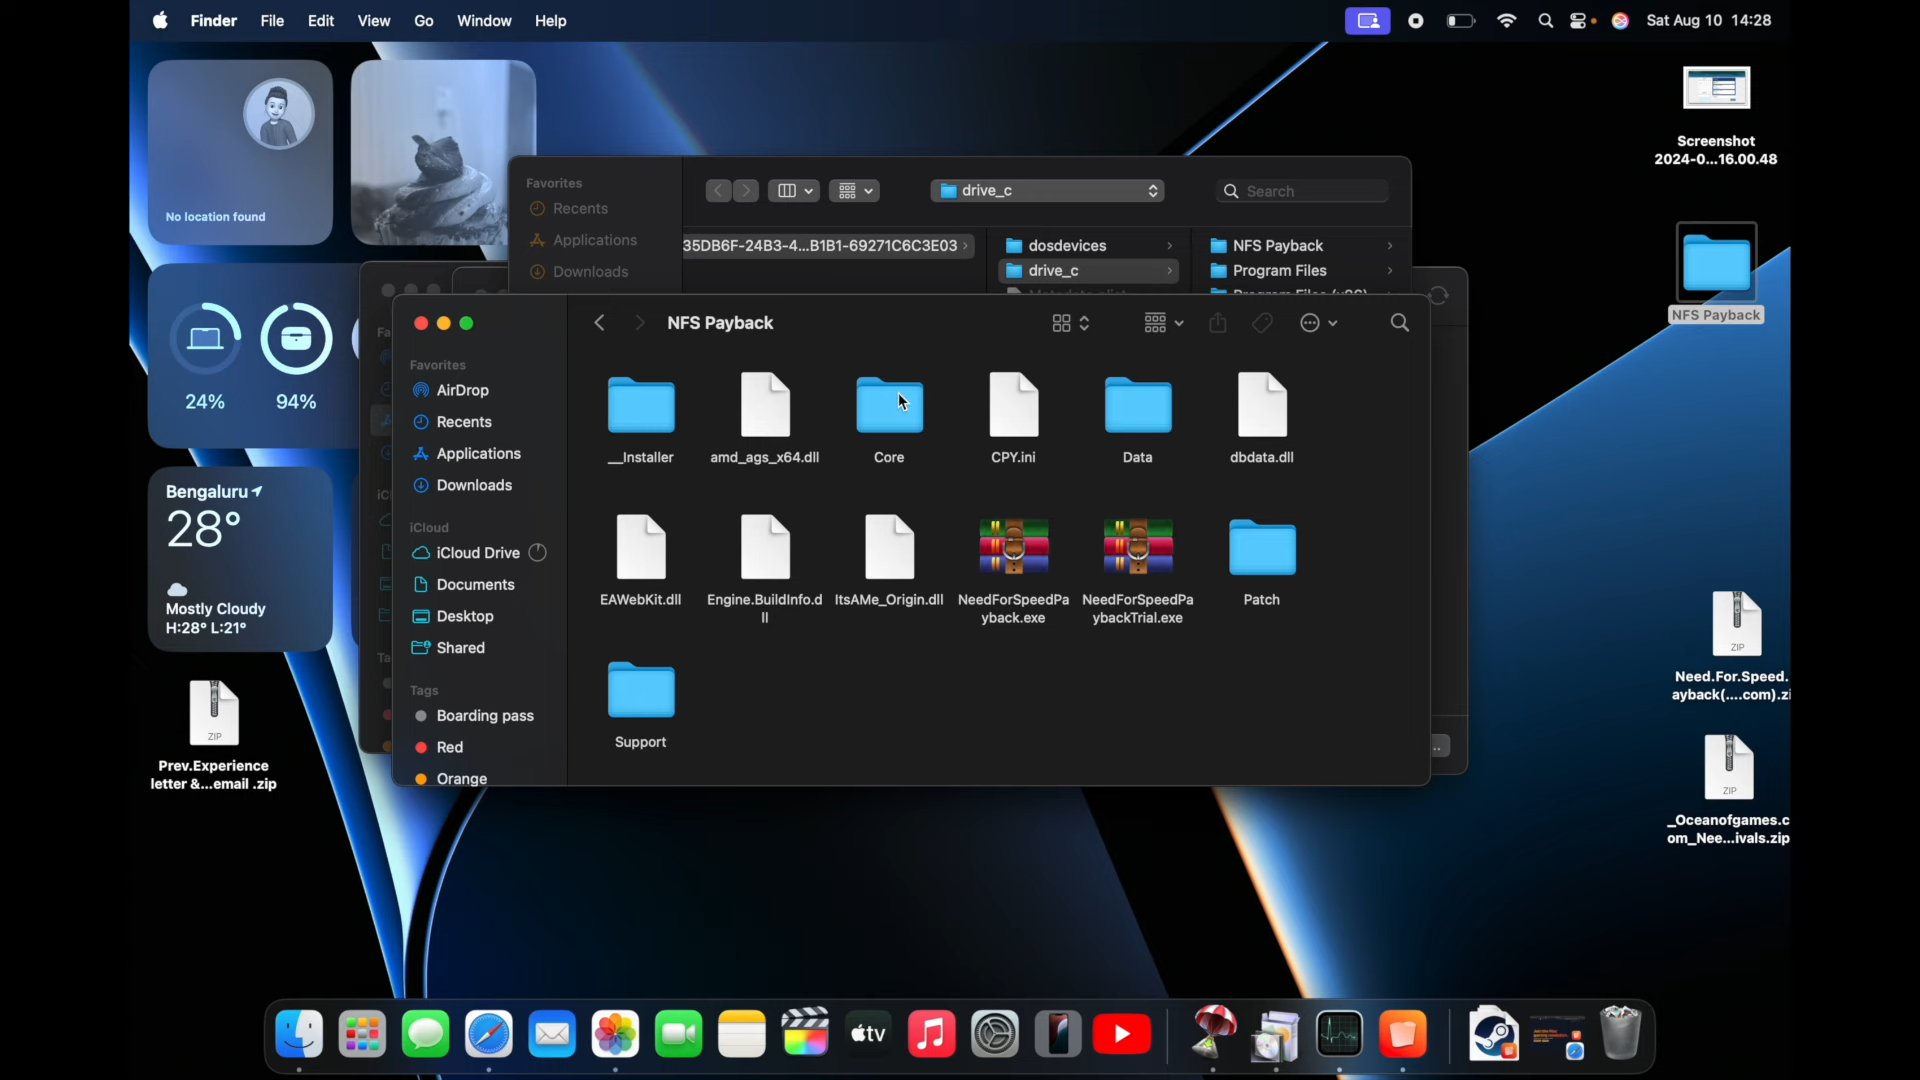 Finder File Edit View Go Window Help
Sat Aug 10 14:28
No location found
24% 94%
Bengaluru
28°
Mostly Cloudy
H:28° L:21°
ZIP
Prev.Experience
letter &...email .zip
Favorites
Recents
Applications
Downloads
drive_c
Search
35DB6F-24B3-4...B1B1-69271C6C3E03
dosdevices
drive_c
NFS Payback
Program Files
NFS Payback
Favorites
AirDrop
Recents
Applications
Downloads
iCloud
iCloud Drive
Documents
Desktop
Shared
Tags
Boarding pass
Red
Orange
__Installer
amd_ags_x64.dll
Core
CPY.ini
Data
dbdata.dll
EAWebKit.dll
Engine.BuildInfo.d
ll
ItsAMe_Origin.dll
NeedForSpeedPa
yback.exe
NeedForSpeedPa
ybackTrial.exe
Patch
Support
Screenshot
2024-0...16.00.48
NFS Payback
ZIP
Need.For.Speed.
ayback(....com).zi
ZIP
_Oceanofgames.c
om_Nee...ivals.zip
tv